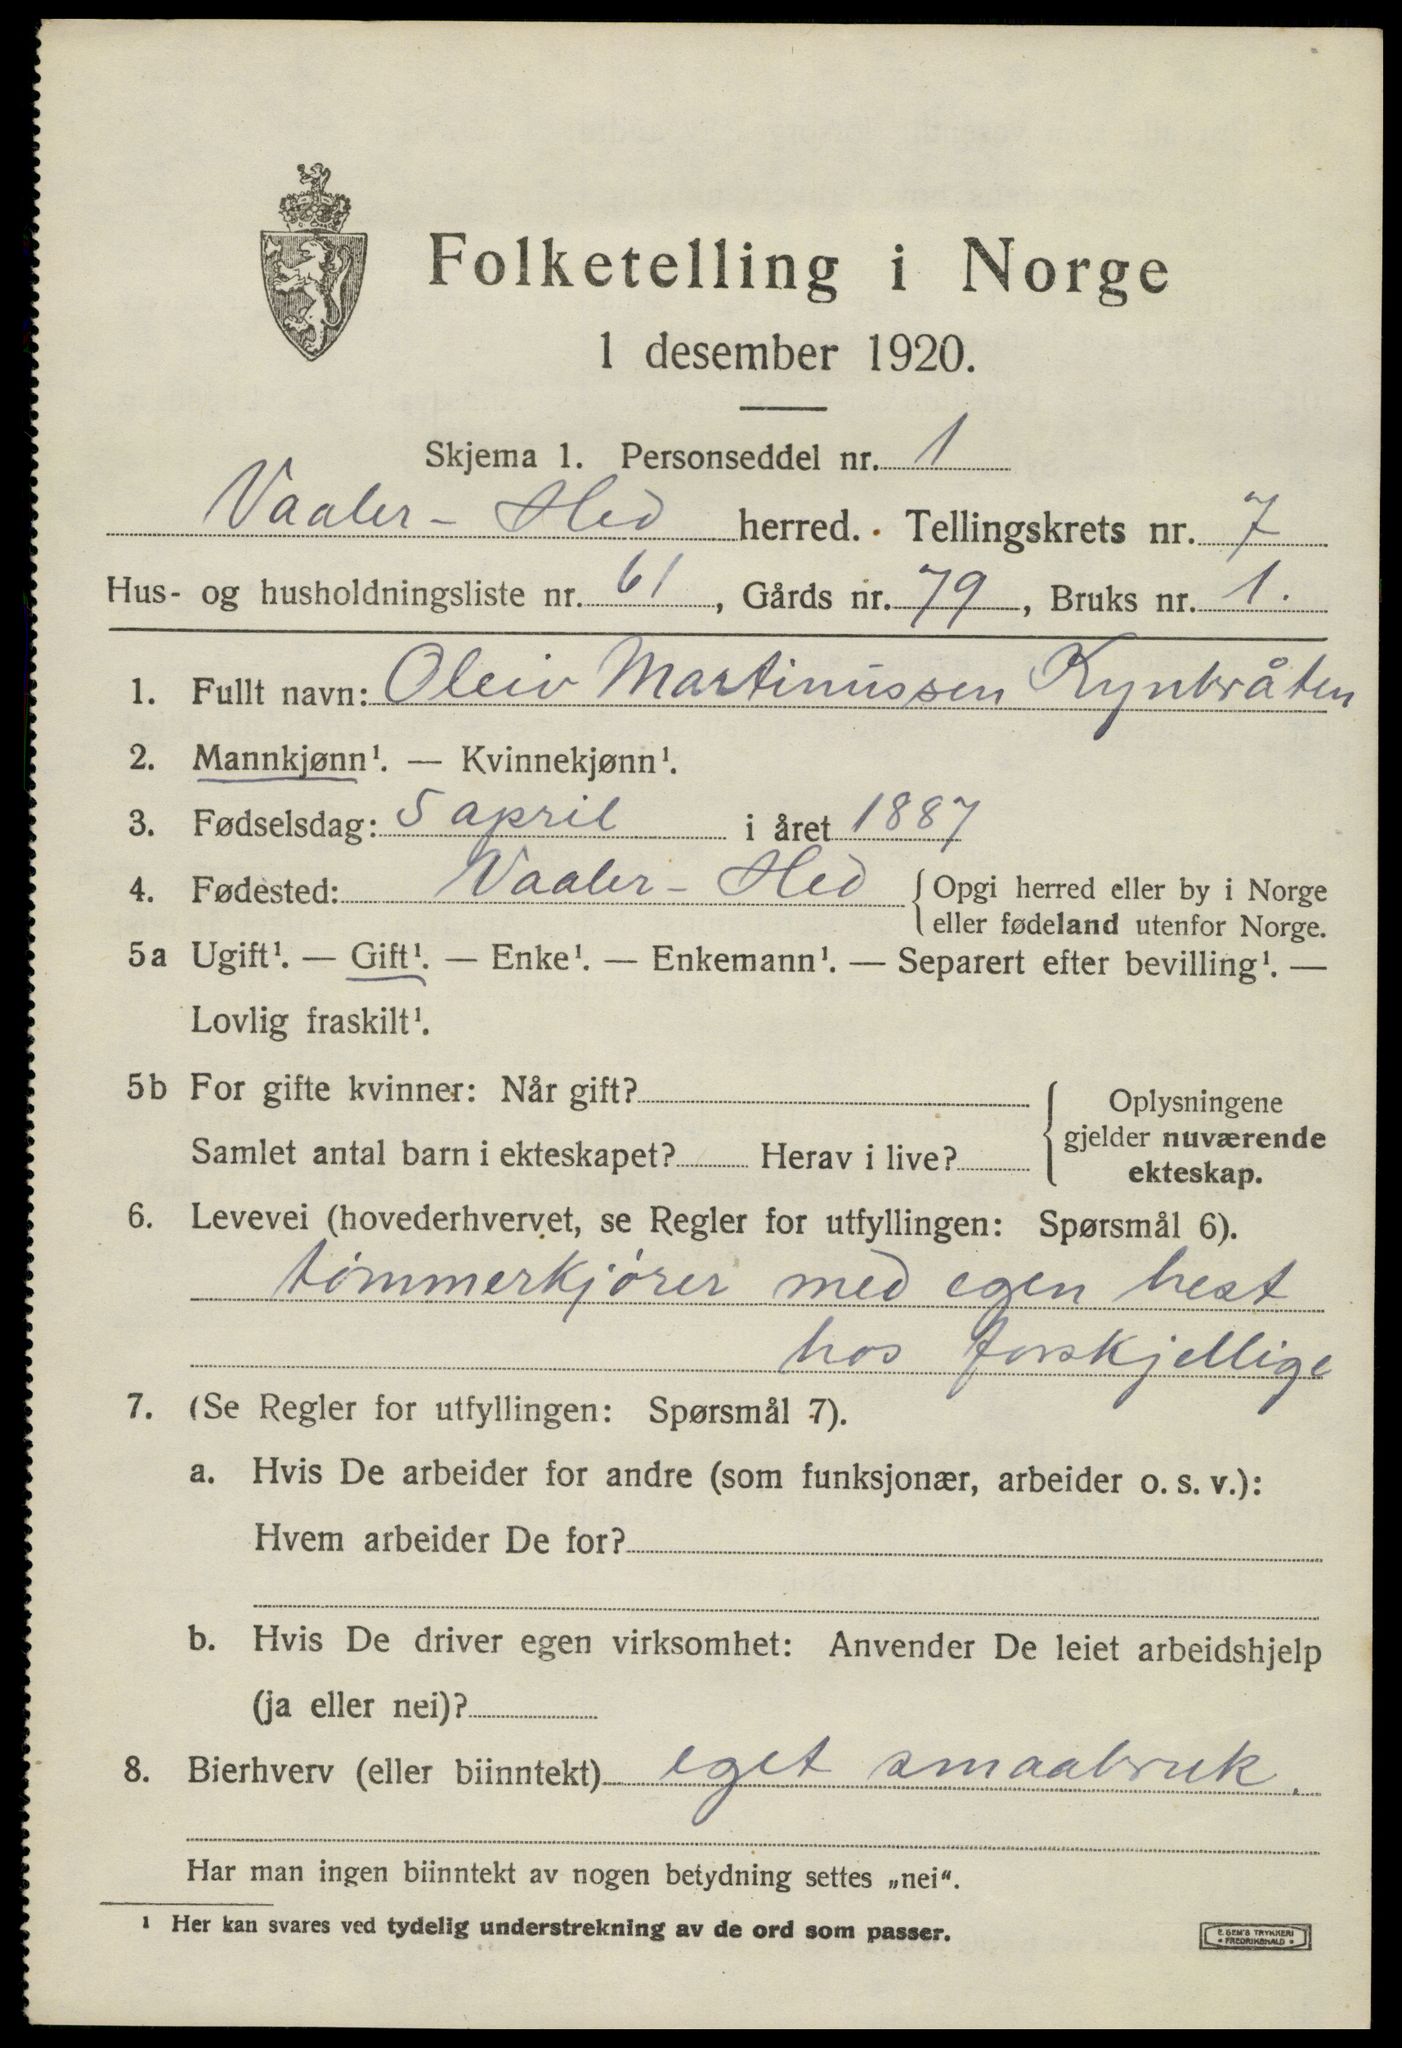 Folketelling i Norge
1 desember 1920.
Skjema 1. Personseddel nr. 1
Vaaler - Hed herred. Tellingskrets nr. 7
Hus- og husholdningsliste nr. 61, Gårds nr. 79, Bruks nr. 1.
1. Fullt navn: Oleiv Martinussen Kynbråten
2. Mannkjønn¹. — Kvinnekjønn¹.
3. Fødselsdag: 5 april i året 1887
4. Fødested: Vaaler - Hed { Opgi herred eller by i Norge
eller fødeland utenfor Norge.
5a Ugift¹. — Gift¹. — Enke¹. — Enkemann¹. — Separert efter bevilling¹. —
Lovlig fraskilt¹.
5b For gifte kvinner: Når gift?
Samlet antal barn i ekteskapet? Herav i live?
Oplysningene
gjelder nuværende
ekteskap.
6. Levevei (hovederhvervet, se Regler for utfyllingen: Spørsmål 6).
tømmerkjører med egen hest
hos forskjellige
7. (Se Regler for utfyllingen: Spørsmål 7).
a. Hvis De arbeider for andre (som funksjonær, arbeider o. s. v.):
Hvem arbeider De for?
b. Hvis De driver egen virksomhet: Anvender De leiet arbeidshjelp
(ja eller nei)?
8. Bierhverv (eller biinntekt) eget smaabruk.
Har man ingen biinntekt av nogen betydning settes „nei“.
¹ Her kan svares ved tydelig understrekning av de ord som passer.
E. SEM'S TRYKKERI
FREDRIKSHALD